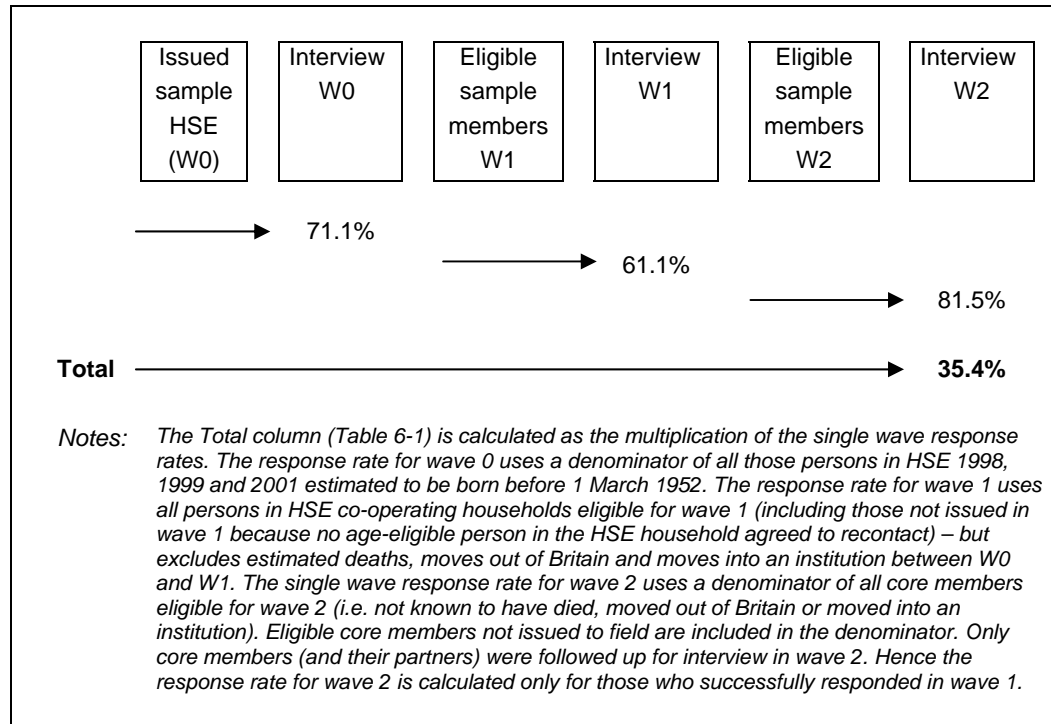 Issued sample HSE (W0)
Interview W0
Eligible sample members W1
Interview W1
Eligible sample members W2
Interview W2
71.1%
61.1%
81.5%
Total
35.4%
Notes: The Total column (Table 6-1) is calculated as the multiplication of the single wave response
rates. The response rate for wave 0 uses a denominator of all those persons in HSE 1998,
1999 and 2001 estimated to be born before 1 March 1952. The response rate for wave 1 uses
all persons in HSE co-operating households eligible for wave 1 (including those not issued in
wave 1 because no age-eligible person in the HSE household agreed to recontact) – but
excludes estimated deaths, moves out of Britain and moves into an institution between W0
and W1. The single wave response rate for wave 2 uses a denominator of all core members
eligible for wave 2 (i.e. not known to have died, moved out of Britain or moved into an
institution). Eligible core members not issued to field are included in the denominator. Only
core members (and their partners) were followed up for interview in wave 2. Hence the
response rate for wave 2 is calculated only for those who successfully responded in wave 1.